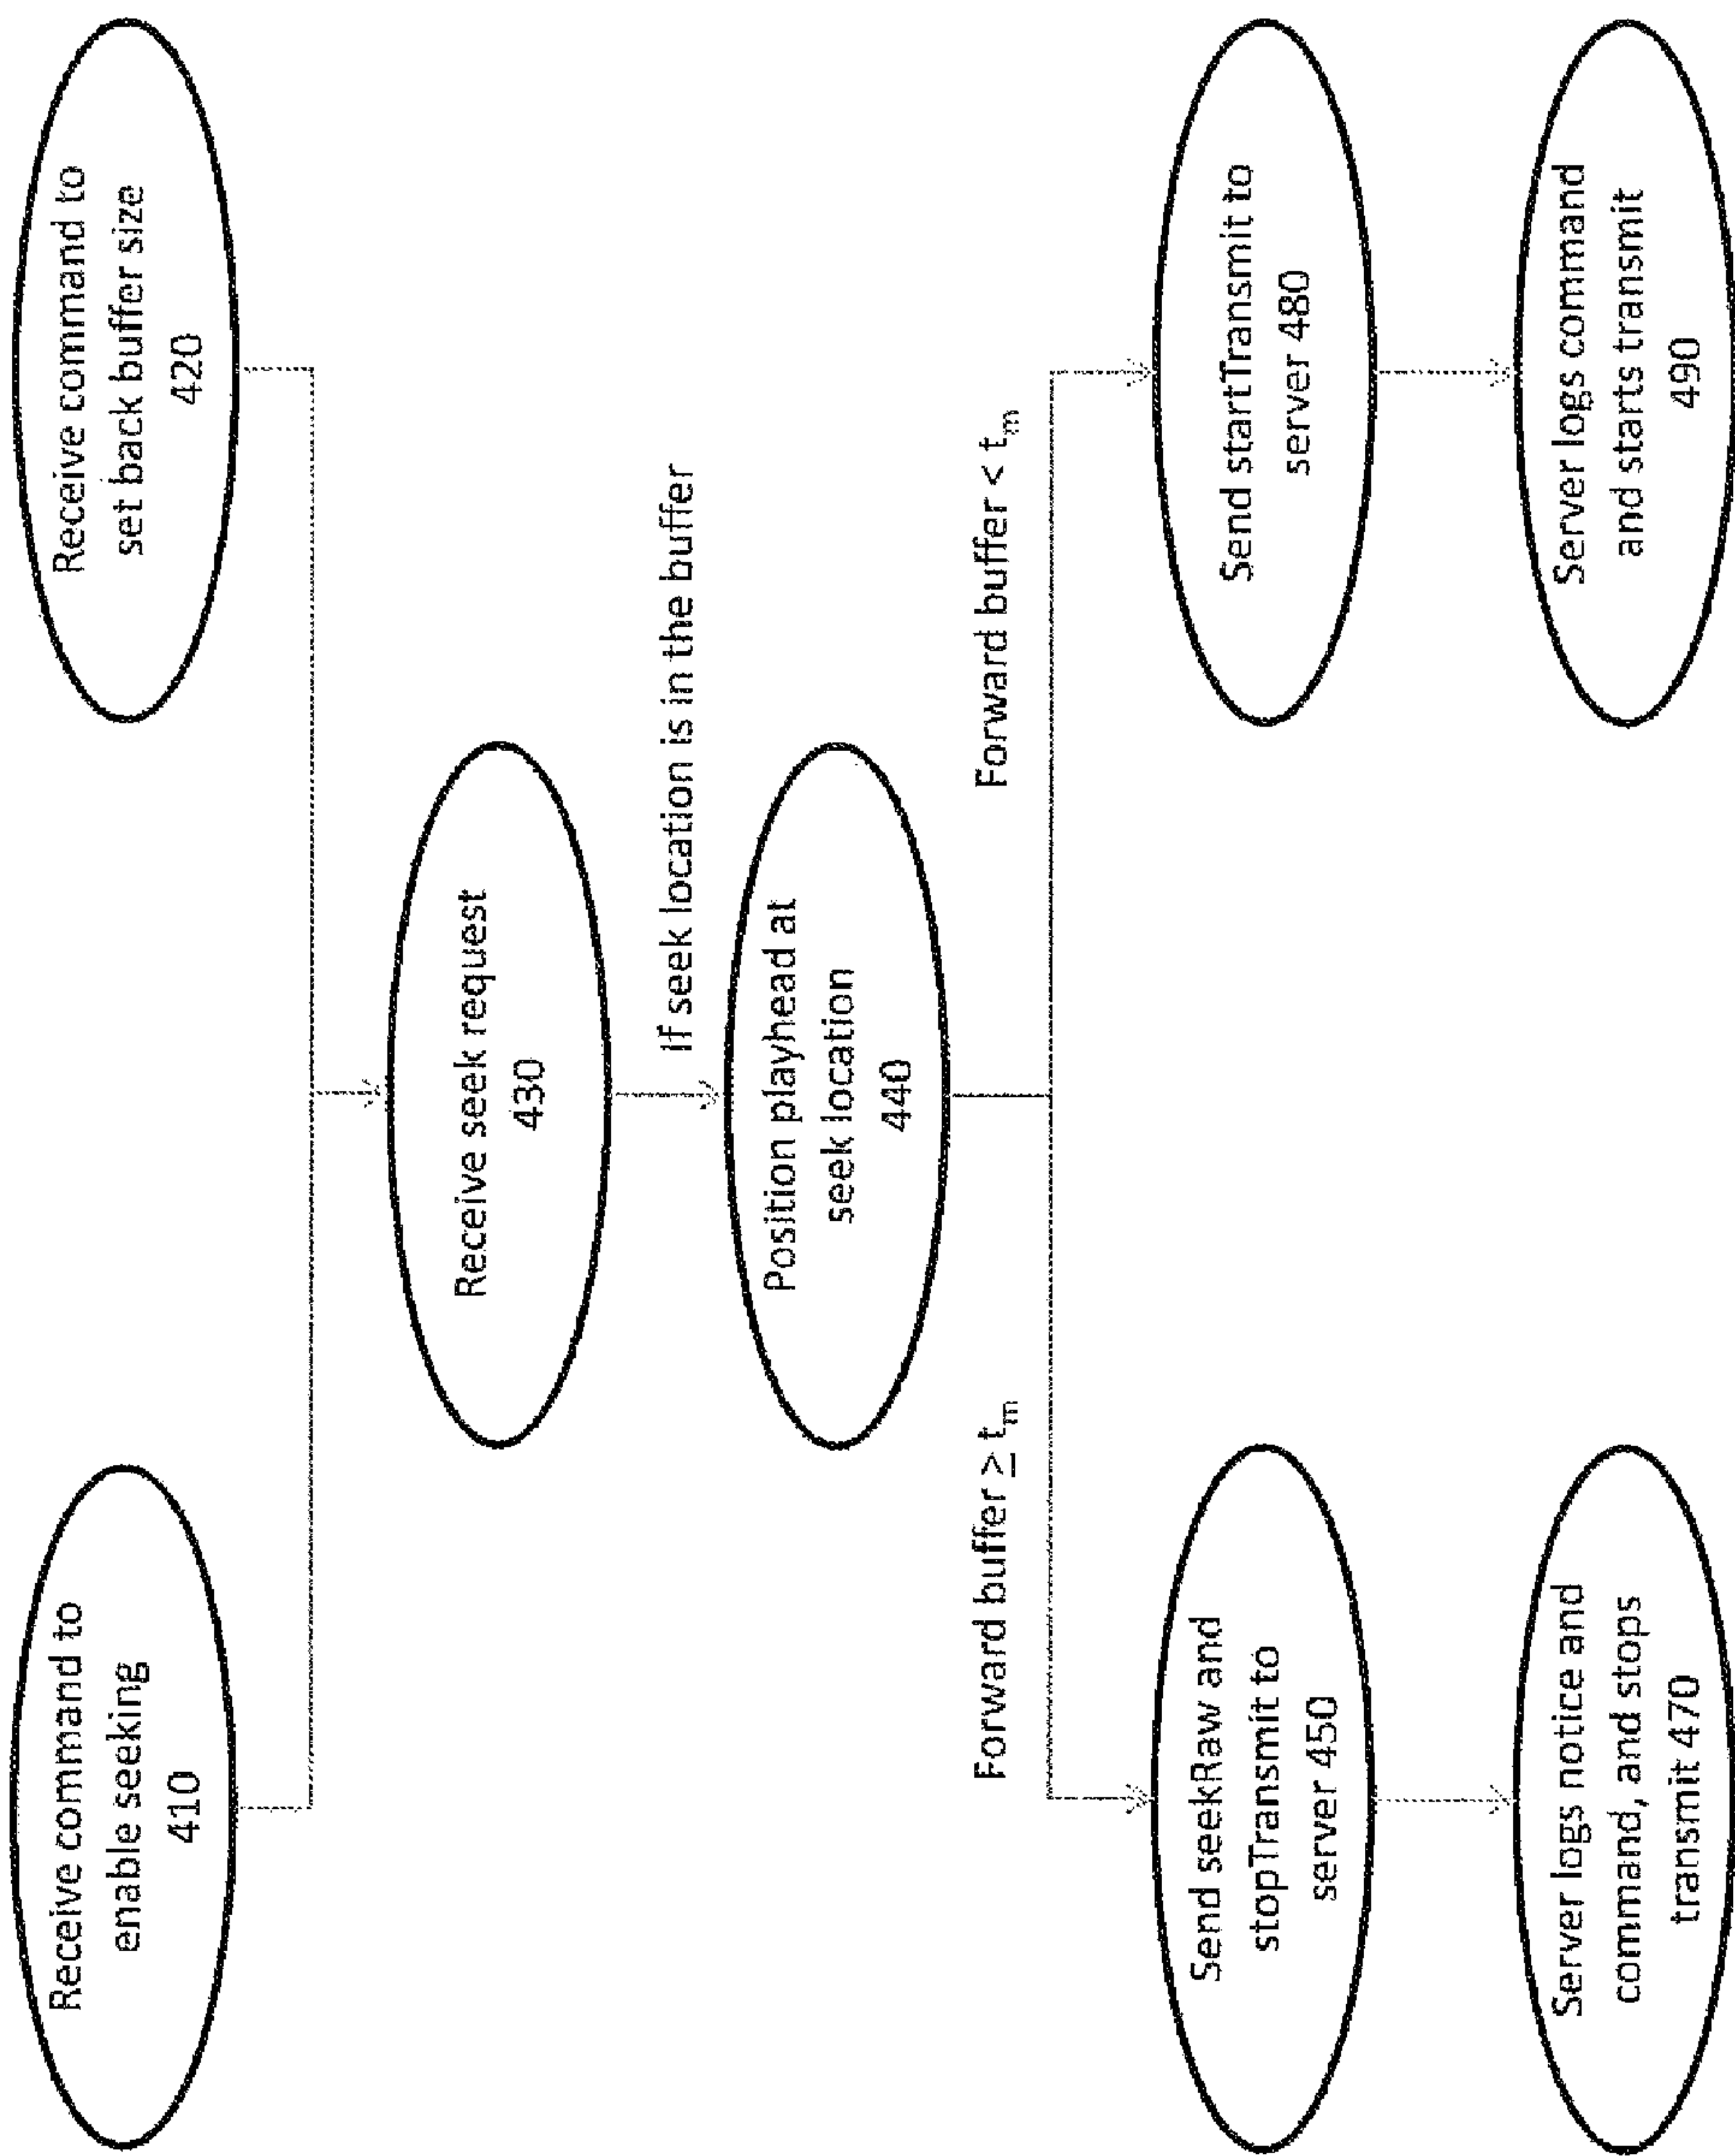 Receive command to
enable seeking
410
Receive command to
set back buffer size
420
Receive seek request
430
If seek location is in the buffer
Position playhead at
seek location
440
Forward buffer ≥ tₘ
Forward buffer < tₘ
Send seekRaw and
stopTransmit to
server 450
Send startTransmit to
server 480
Server logs notice and
command, and stops
transmit 470
Server logs command
and starts transmit
490